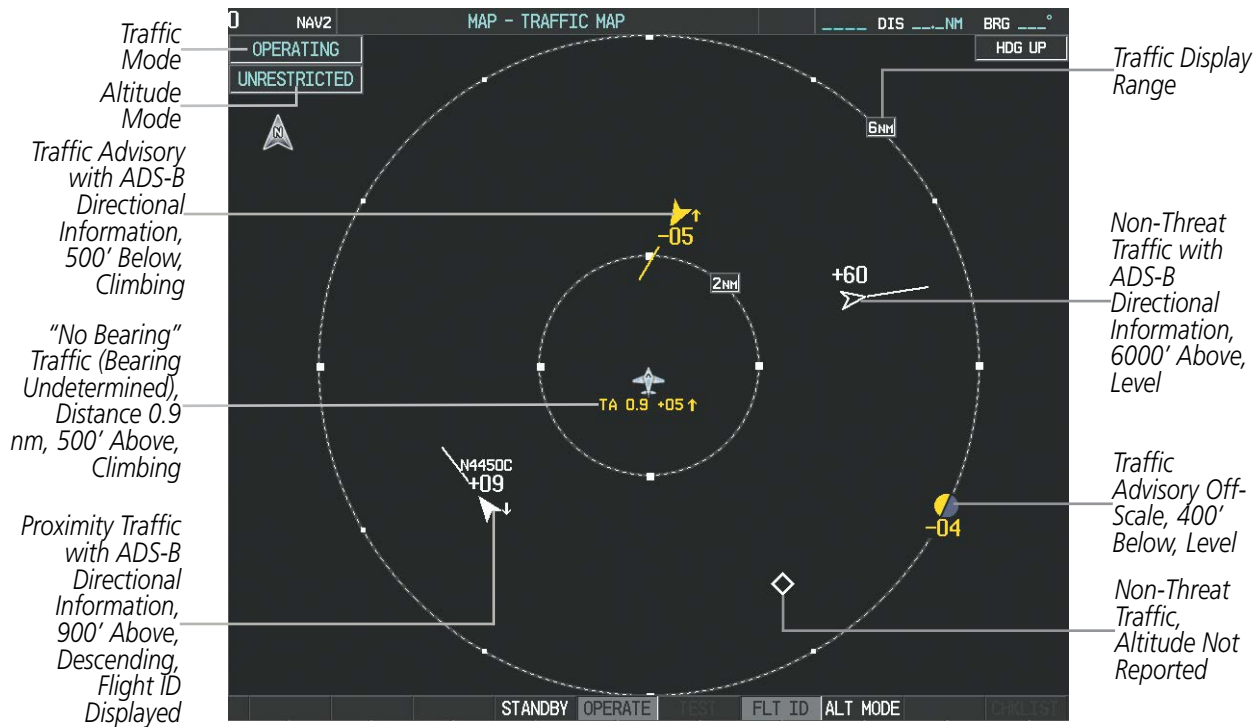 NAV2
MAP - TRAFFIC MAP
____ DIS __._NM BRG ___°
OPERATING
UNRESTRICTED
HDG UP
N
6NM
-05
2NM
+60
TA 0.9 +05↑
N4450C
+09
-04
STANDBY OPERATE TEST FLT ID ALT MODE CHKLIST
Traffic
Mode
Altitude
Mode
Traffic Advisory
with ADS-B
Directional
Information,
500’ Below,
Climbing
“No Bearing”
Traffic (Bearing
Undetermined),
Distance 0.9
nm, 500’ Above,
Climbing
Proximity Traffic
with ADS-B
Directional
Information,
900’ Above,
Descending,
Flight ID
Displayed
Traffic Display
Range
Non-Threat
Traffic with
ADS-B
Directional
Information,
6000’ Above,
Level
Traffic
Advisory Off-
Scale, 400’
Below, Level
Non-Threat
Traffic,
Altitude Not
Reported